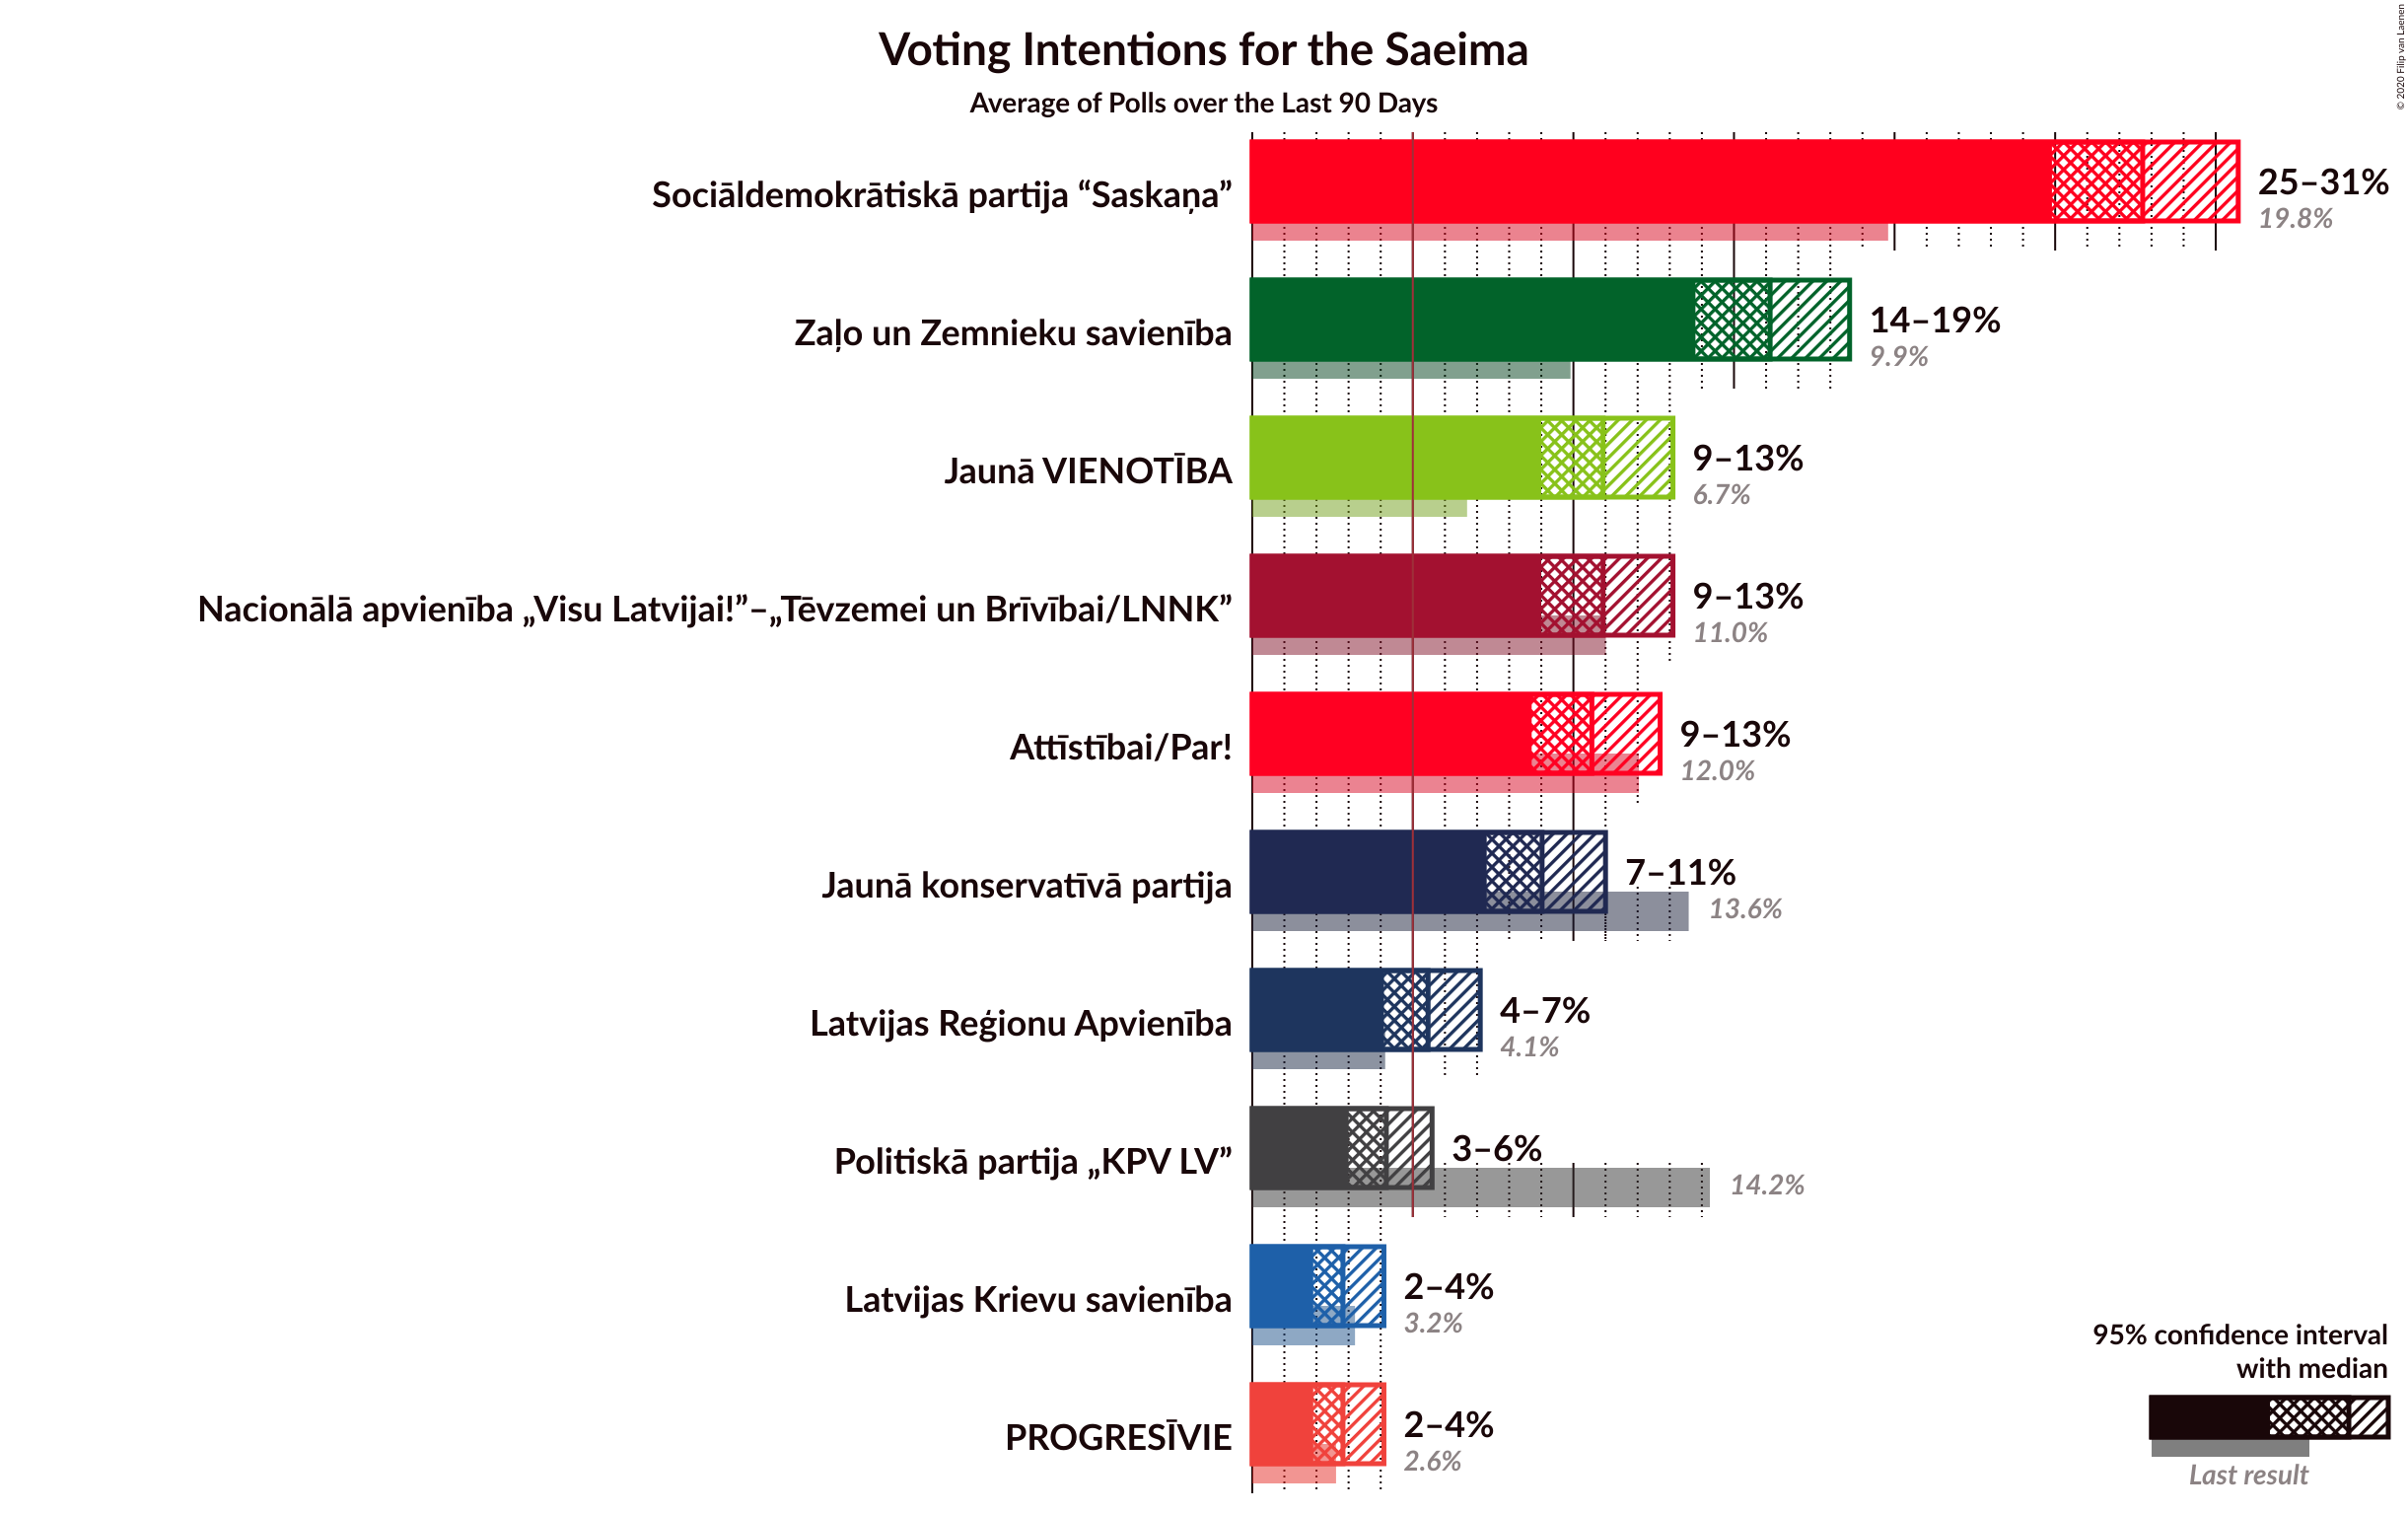 Voting Intentions for the Saeima
Average of Polls over the Last 90 Days
© 2020 Filip van Laenen
Sociāldemokrātiskā partija “Saskaņa”
25–31%
19.8%
Zaļo un Zemnieku savienība
14–19%
9.9%
Jaunā VIENOTĪBA
9–13%
6.7%
Nacionālā apvienība „Visu Latvijai!”–„Tēvzemei un Brīvībai/LNNK”
9–13%
11.0%
Attīstībai/Par!
9–13%
12.0%
Jaunā konservatīvā partija
7–11%
13.6%
Latvijas Reģionu Apvienība
4–7%
4.1%
Politiskā partija „KPV LV”
3–6%
14.2%
Latvijas Krievu savienība
2–4%
3.2%
PROGRESĪVIE
2–4%
2.6%
95% confidence interval
with median
Last result